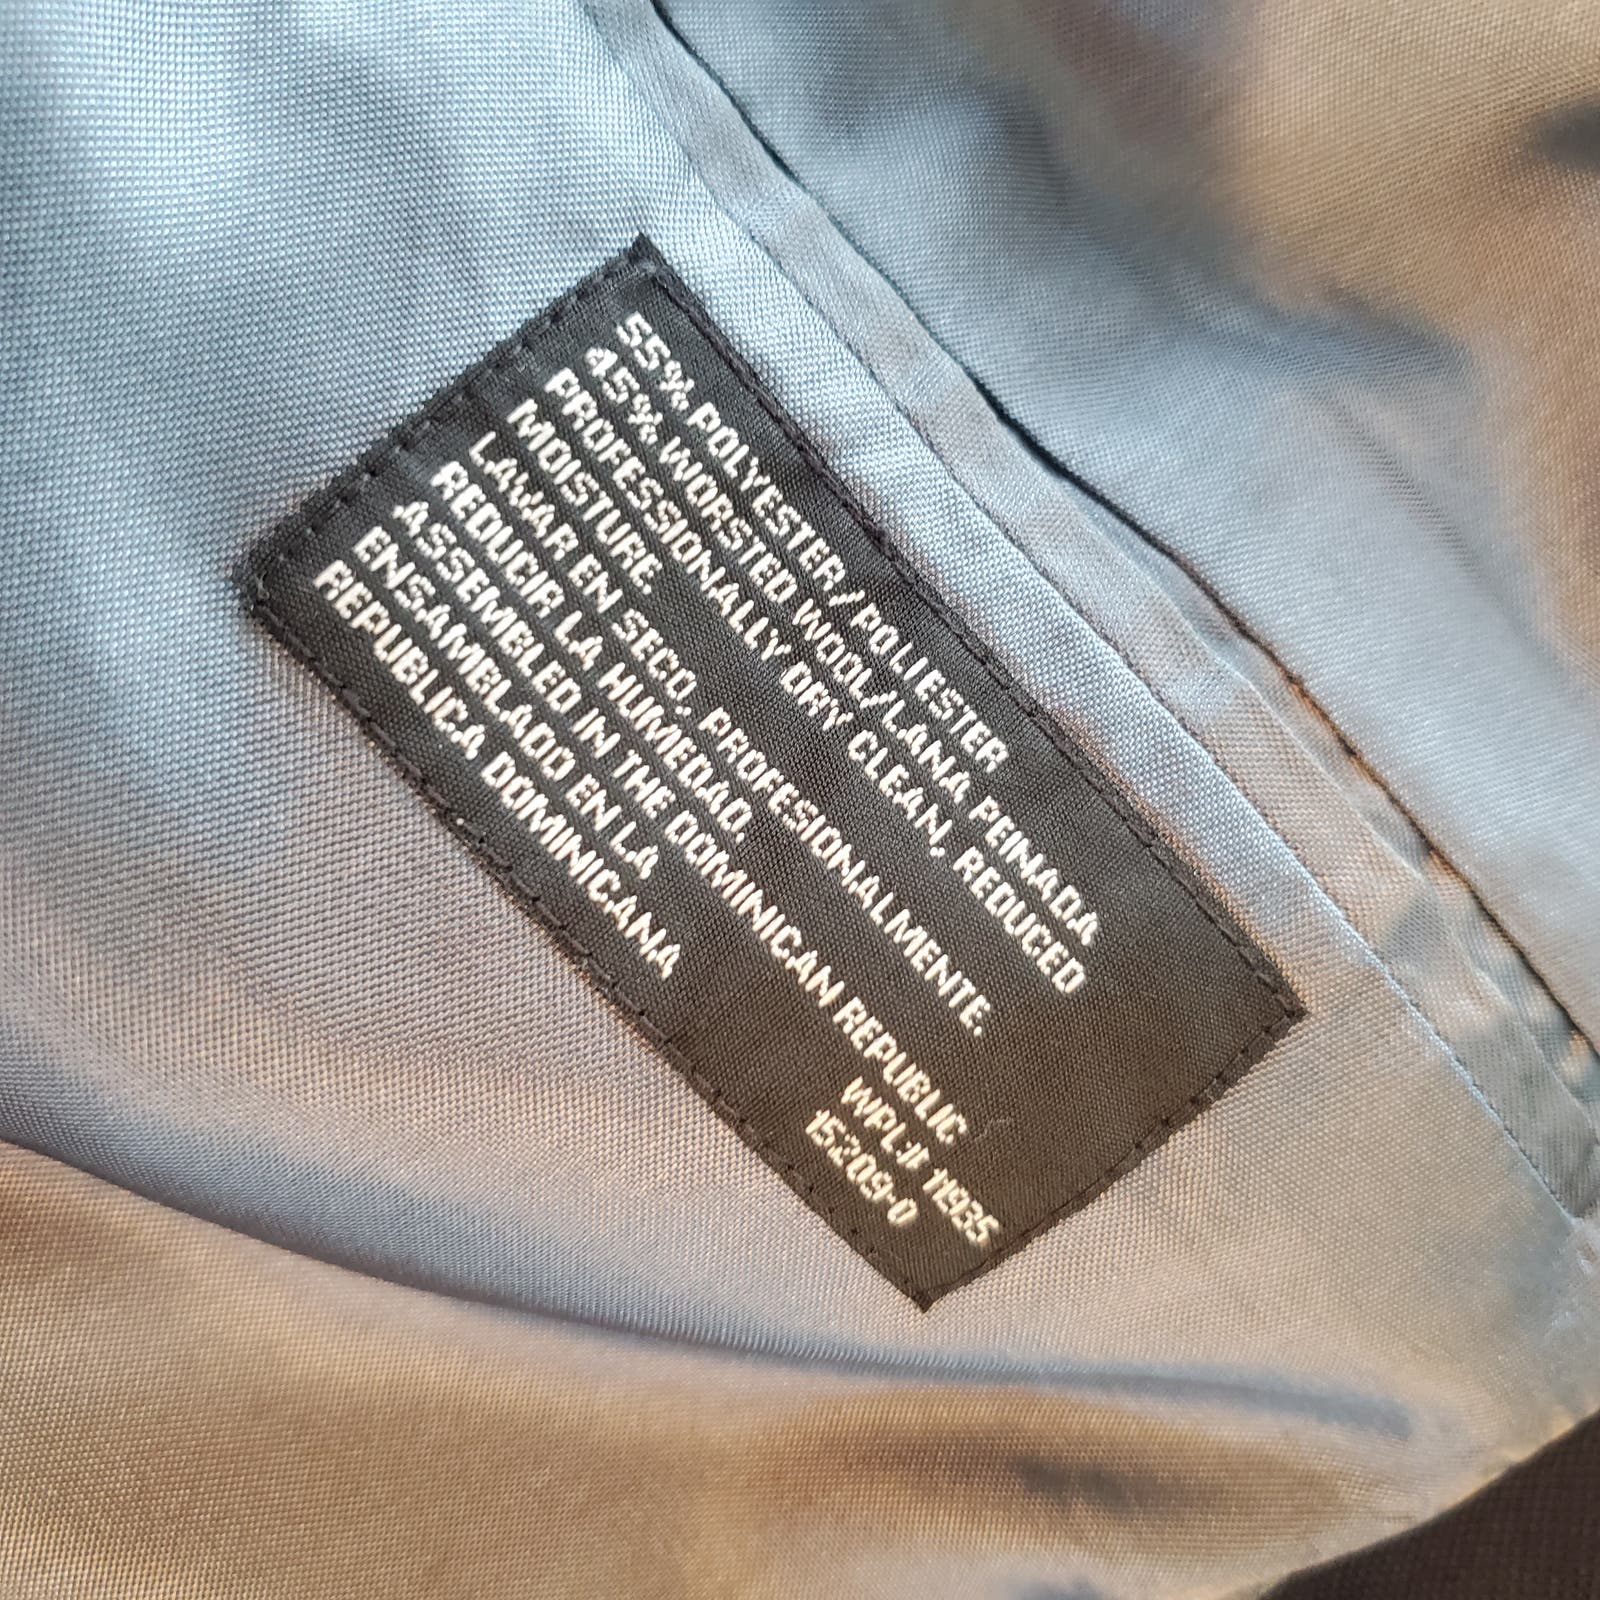 55% POLYESTER/POLIESTER
45% WORSTED WOOL/LANA PEINADA
PROFESSIONALLY DRY CLEAN, REDUCED
MOISTURE.
LAVAR EN SECO, PROFESIONALMENTE.
REDUCIR LA HUMEDAD.
ASSEMBLED IN THE DOMINICAN REPUBLIC
ENSAMBLADO EN LA WPL# 11935
REPUBLICA DOMINICANA 15209-0